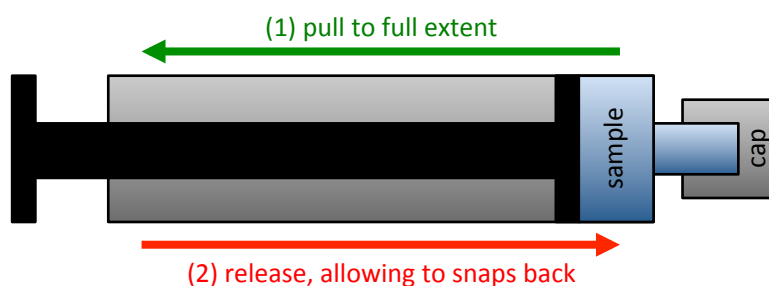 (1) pull to full extent
sample
cap
(2) release, allowing to snaps back